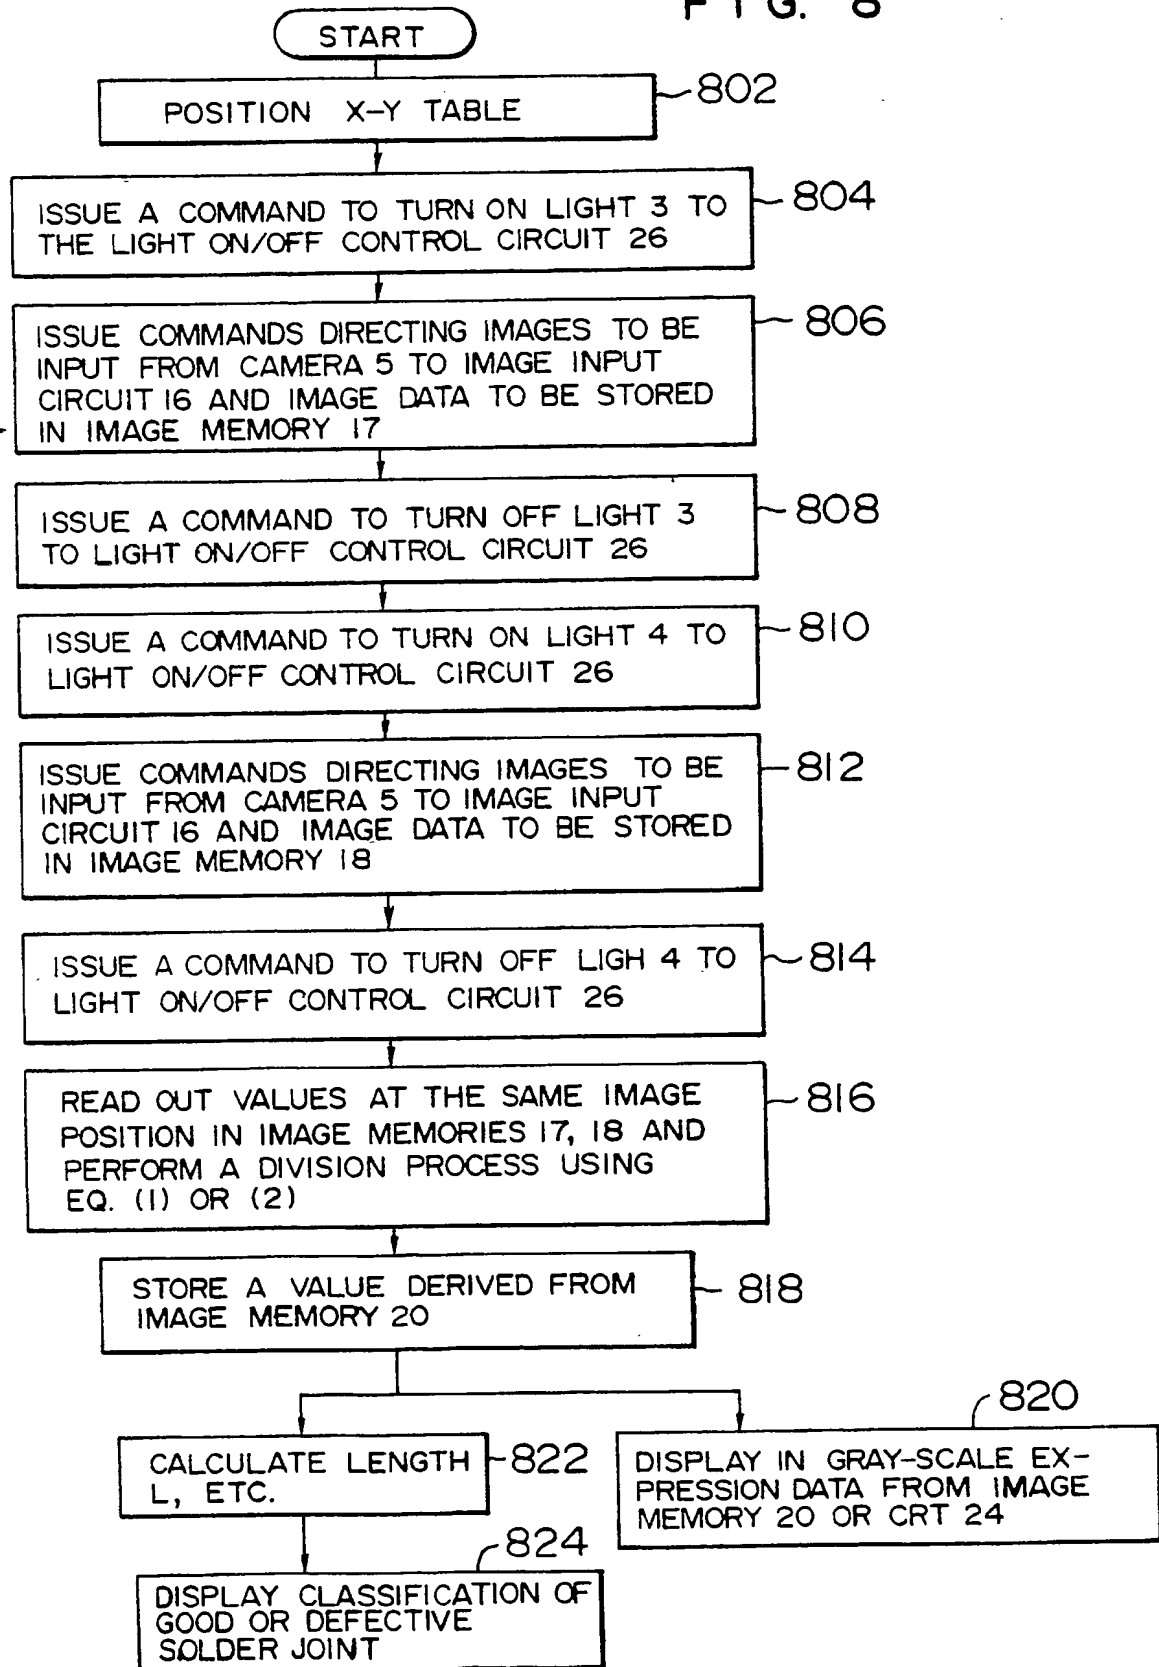 FIG. 8
START
POSITION X-Y TABLE
802
ISSUE A COMMAND TO TURN ON LIGHT 3 TO
THE LIGHT ON/OFF CONTROL CIRCUIT 26
804
ISSUE COMMANDS DIRECTING IMAGES TO BE
INPUT FROM CAMERA 5 TO IMAGE INPUT
CIRCUIT 16 AND IMAGE DATA TO BE STORED
IN IMAGE MEMORY 17
806
ISSUE A COMMAND TO TURN OFF LIGHT 3
TO LIGHT ON/OFF CONTROL CIRCUIT 26
808
ISSUE A COMMAND TO TURN ON LIGHT 4 TO
LIGHT ON/OFF CONTROL CIRCUIT 26
810
ISSUE COMMANDS DIRECTING IMAGES TO BE
INPUT FROM CAMERA 5 TO IMAGE INPUT
CIRCUIT 16 AND IMAGE DATA TO BE STORED
IN IMAGE MEMORY 18
812
ISSUE A COMMAND TO TURN OFF LIGH 4 TO
LIGHT ON/OFF CONTROL CIRCUIT 26
814
READ OUT VALUES AT THE SAME IMAGE
POSITION IN IMAGE MEMORIES 17, 18 AND
PERFORM A DIVISION PROCESS USING
EQ. (1) OR (2)
816
STORE A VALUE DERIVED FROM
IMAGE MEMORY 20
818
CALCULATE LENGTH
L, ETC.
822
820
DISPLAY IN GRAY-SCALE EX-
PRESSION DATA FROM IMAGE
MEMORY 20 OR CRT 24
824
DISPLAY CLASSIFICATION OF
GOOD OR DEFECTIVE
SOLDER JOINT